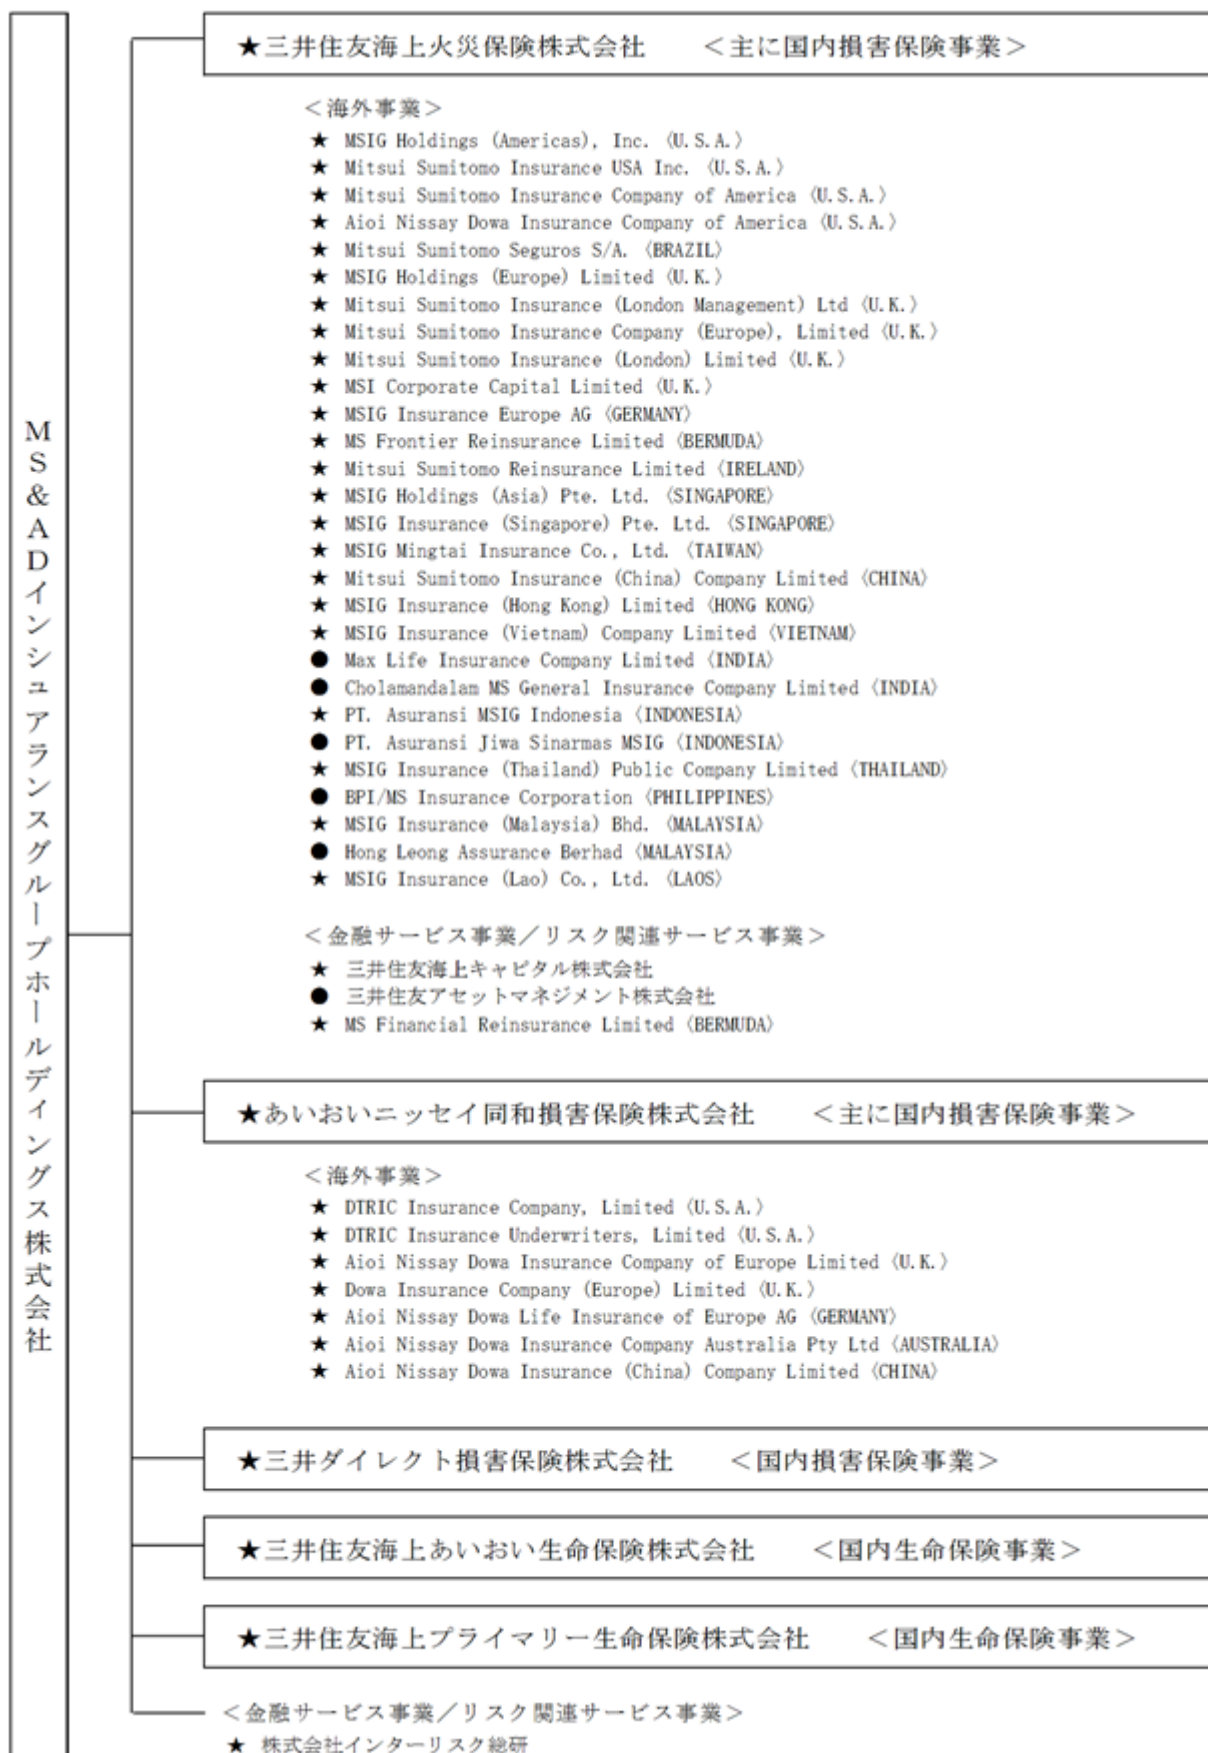 MS&ADインシュアランスグループホールディングス株式会社
★三井住友海上火災保険株式会社　＜主に国内損害保険事業＞
＜海外事業＞
★ MSIG Holdings (Americas), Inc. 〈U.S.A.〉
★ Mitsui Sumitomo Insurance USA Inc. 〈U.S.A.〉
★ Mitsui Sumitomo Insurance Company of America 〈U.S.A.〉
★ Aioi Nissay Dowa Insurance Company of America 〈U.S.A.〉
★ Mitsui Sumitomo Seguros S/A. 〈BRAZIL〉
★ MSIG Holdings (Europe) Limited 〈U.K.〉
★ Mitsui Sumitomo Insurance (London Management) Ltd 〈U.K.〉
★ Mitsui Sumitomo Insurance Company (Europe), Limited 〈U.K.〉
★ Mitsui Sumitomo Insurance (London) Limited 〈U.K.〉
★ MSI Corporate Capital Limited 〈U.K.〉
★ MSIG Insurance Europe AG 〈GERMANY〉
★ MS Frontier Reinsurance Limited 〈BERMUDA〉
★ Mitsui Sumitomo Reinsurance Limited 〈IRELAND〉
★ MSIG Holdings (Asia) Pte. Ltd. 〈SINGAPORE〉
★ MSIG Insurance (Singapore) Pte. Ltd. 〈SINGAPORE〉
★ MSIG Mingtai Insurance Co., Ltd. 〈TAIWAN〉
★ Mitsui Sumitomo Insurance (China) Company Limited 〈CHINA〉
★ MSIG Insurance (Hong Kong) Limited 〈HONG KONG〉
★ MSIG Insurance (Vietnam) Company Limited 〈VIETNAM〉
● Max Life Insurance Company Limited 〈INDIA〉
● Cholamandalam MS General Insurance Company Limited 〈INDIA〉
★ PT. Asuransi MSIG Indonesia 〈INDONESIA〉
● PT. Asuransi Jiwa Sinarmas MSIG 〈INDONESIA〉
★ MSIG Insurance (Thailand) Public Company Limited 〈THAILAND〉
● BPI/MS Insurance Corporation 〈PHILIPPINES〉
★ MSIG Insurance (Malaysia) Bhd. 〈MALAYSIA〉
● Hong Leong Assurance Berhad 〈MALAYSIA〉
★ MSIG Insurance (Lao) Co., Ltd. 〈LAOS〉
＜金融サービス事業／リスク関連サービス事業＞
★ 三井住友海上キャピタル株式会社
● 三井住友アセットマネジメント株式会社
★ MS Financial Reinsurance Limited 〈BERMUDA〉
★あいおいニッセイ同和損害保険株式会社　＜主に国内損害保険事業＞
＜海外事業＞
★ DTRIC Insurance Company, Limited 〈U.S.A.〉
★ DTRIC Insurance Underwriters, Limited 〈U.S.A.〉
★ Aioi Nissay Dowa Insurance Company of Europe Limited 〈U.K.〉
★ Dowa Insurance Company (Europe) Limited 〈U.K.〉
★ Aioi Nissay Dowa Life Insurance of Europe AG 〈GERMANY〉
★ Aioi Nissay Dowa Insurance Company Australia Pty Ltd 〈AUSTRALIA〉
★ Aioi Nissay Dowa Insurance (China) Company Limited 〈CHINA〉
★三井ダイレクト損害保険株式会社　＜国内損害保険事業＞
★三井住友海上あいおい生命保険株式会社　＜国内生命保険事業＞
★三井住友海上プライマリー生命保険株式会社　＜国内生命保険事業＞
＜金融サービス事業／リスク関連サービス事業＞
★ 株式会社インターリスク総研